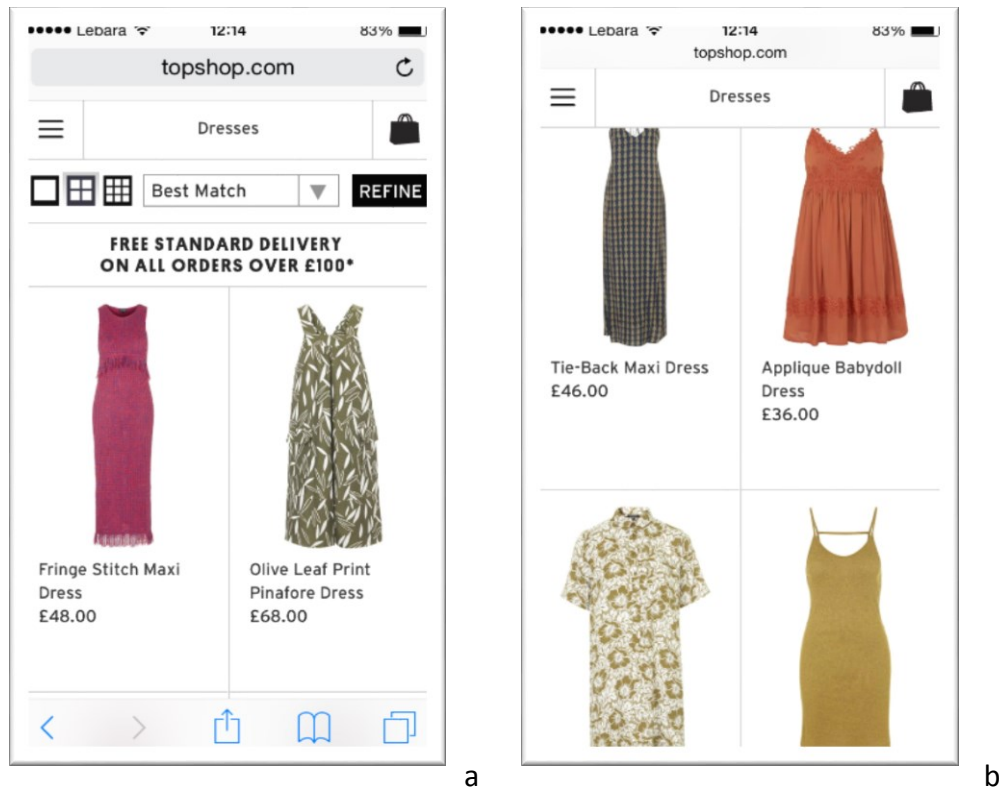 Lebara 12:14 83%
topshop.com
Dresses
Best Match REFINE
FREE STANDARD DELIVERY
ON ALL ORDERS OVER £100*
Fringe Stitch Maxi
Dress
£48.00
Olive Leaf Print
Pinafore Dress
£68.00
a
Lebara 12:14 83%
topshop.com
Dresses
Tie-Back Maxi Dress
£46.00
Applique Babydoll
Dress
£36.00
b